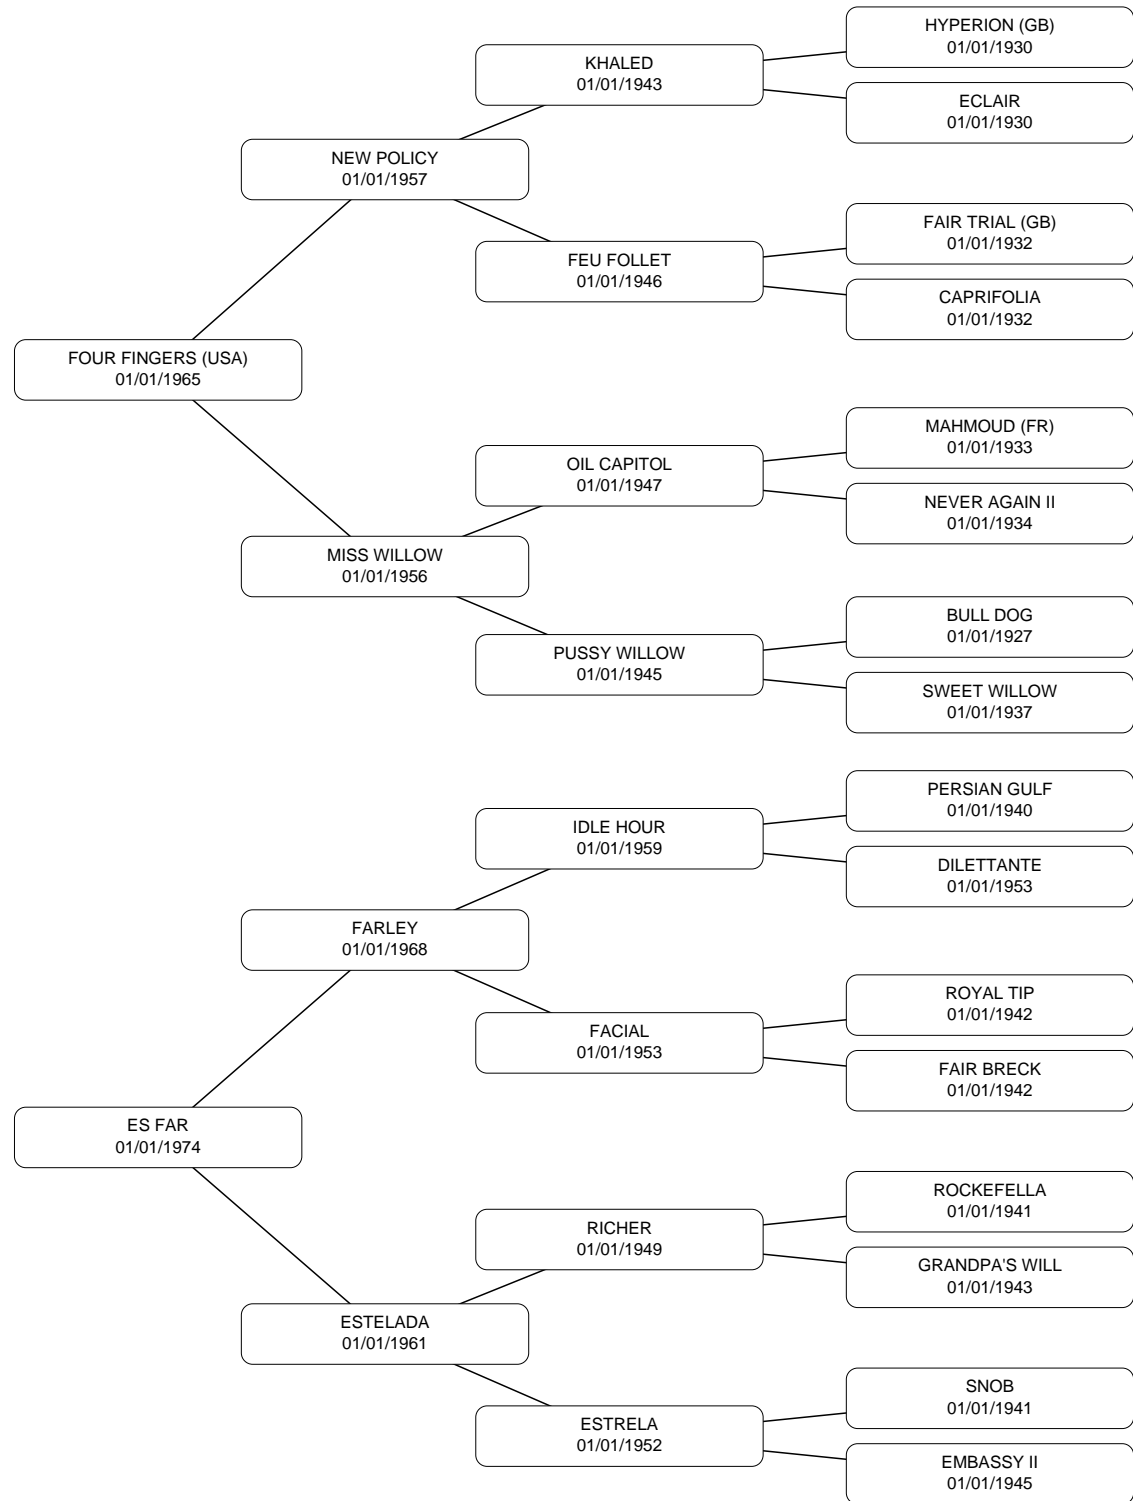 HYPERION (GB)
01/01/1930
KHALED
01/01/1943
ECLAIR
01/01/1930
NEW POLICY
01/01/1957
FAIR TRIAL (GB)
01/01/1932
FEU FOLLET
01/01/1946
CAPRIFOLIA
01/01/1932
FOUR FINGERS (USA)
01/01/1965
MAHMOUD (FR)
01/01/1933
OIL CAPITOL
01/01/1947
NEVER AGAIN II
01/01/1934
MISS WILLOW
01/01/1956
BULL DOG
01/01/1927
PUSSY WILLOW
01/01/1945
SWEET WILLOW
01/01/1937
PERSIAN GULF
01/01/1940
IDLE HOUR
01/01/1959
DILETTANTE
01/01/1953
FARLEY
01/01/1968
ROYAL TIP
01/01/1942
FACIAL
01/01/1953
FAIR BRECK
01/01/1942
ES FAR
01/01/1974
ROCKEFELLA
01/01/1941
RICHER
01/01/1949
GRANDPA'S WILL
01/01/1943
ESTELADA
01/01/1961
SNOB
01/01/1941
ESTRELA
01/01/1952
EMBASSY II
01/01/1945